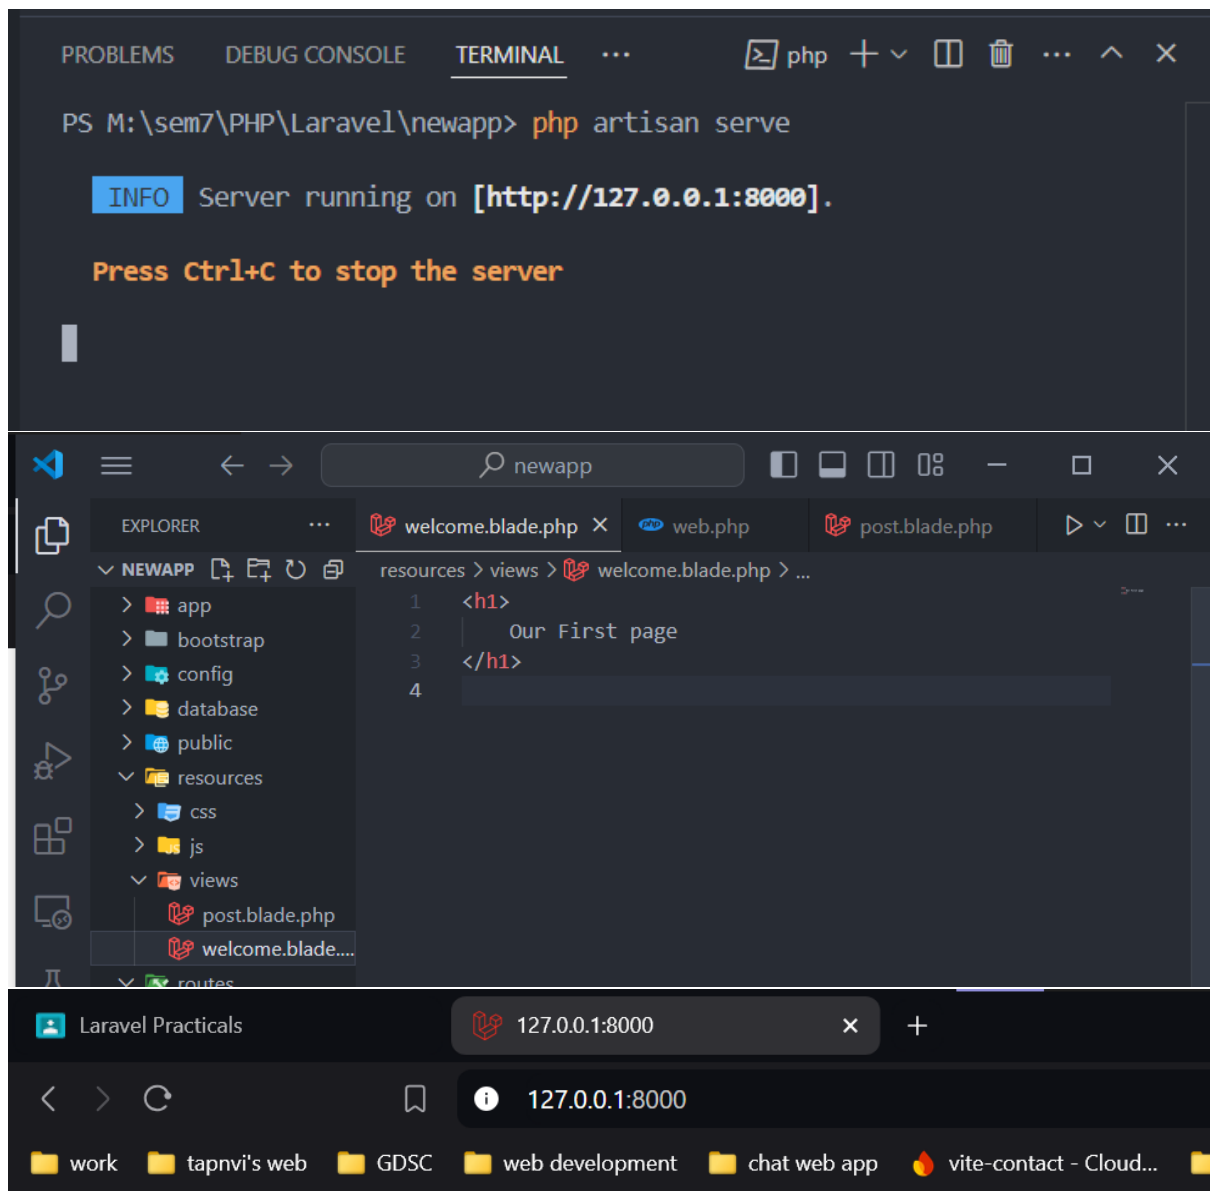 PROBLEMS DEBUG CONSOLE TERMINAL ... php
PS M:\sem7\PHP\Laravel\newapp> php artisan serve
INFO Server running on [http://127.0.0.1:8000].
Press Ctrl+C to stop the server
newapp
EXPLORER ... welcome.blade.php web.php post.blade.php ...
NEWAPP resources > views > welcome.blade.php > ...
app
bootstrap
config
database
public
resources
css
js
views
post.blade.php
welcome.blade....
routes
1 <h1>
2 Our First page
3 </h1>
4
Laravel Practicals 127.0.0.1:8000
127.0.0.1:8000
work tapnvi's web GDSC web development chat web app vite-contact - Cloud...